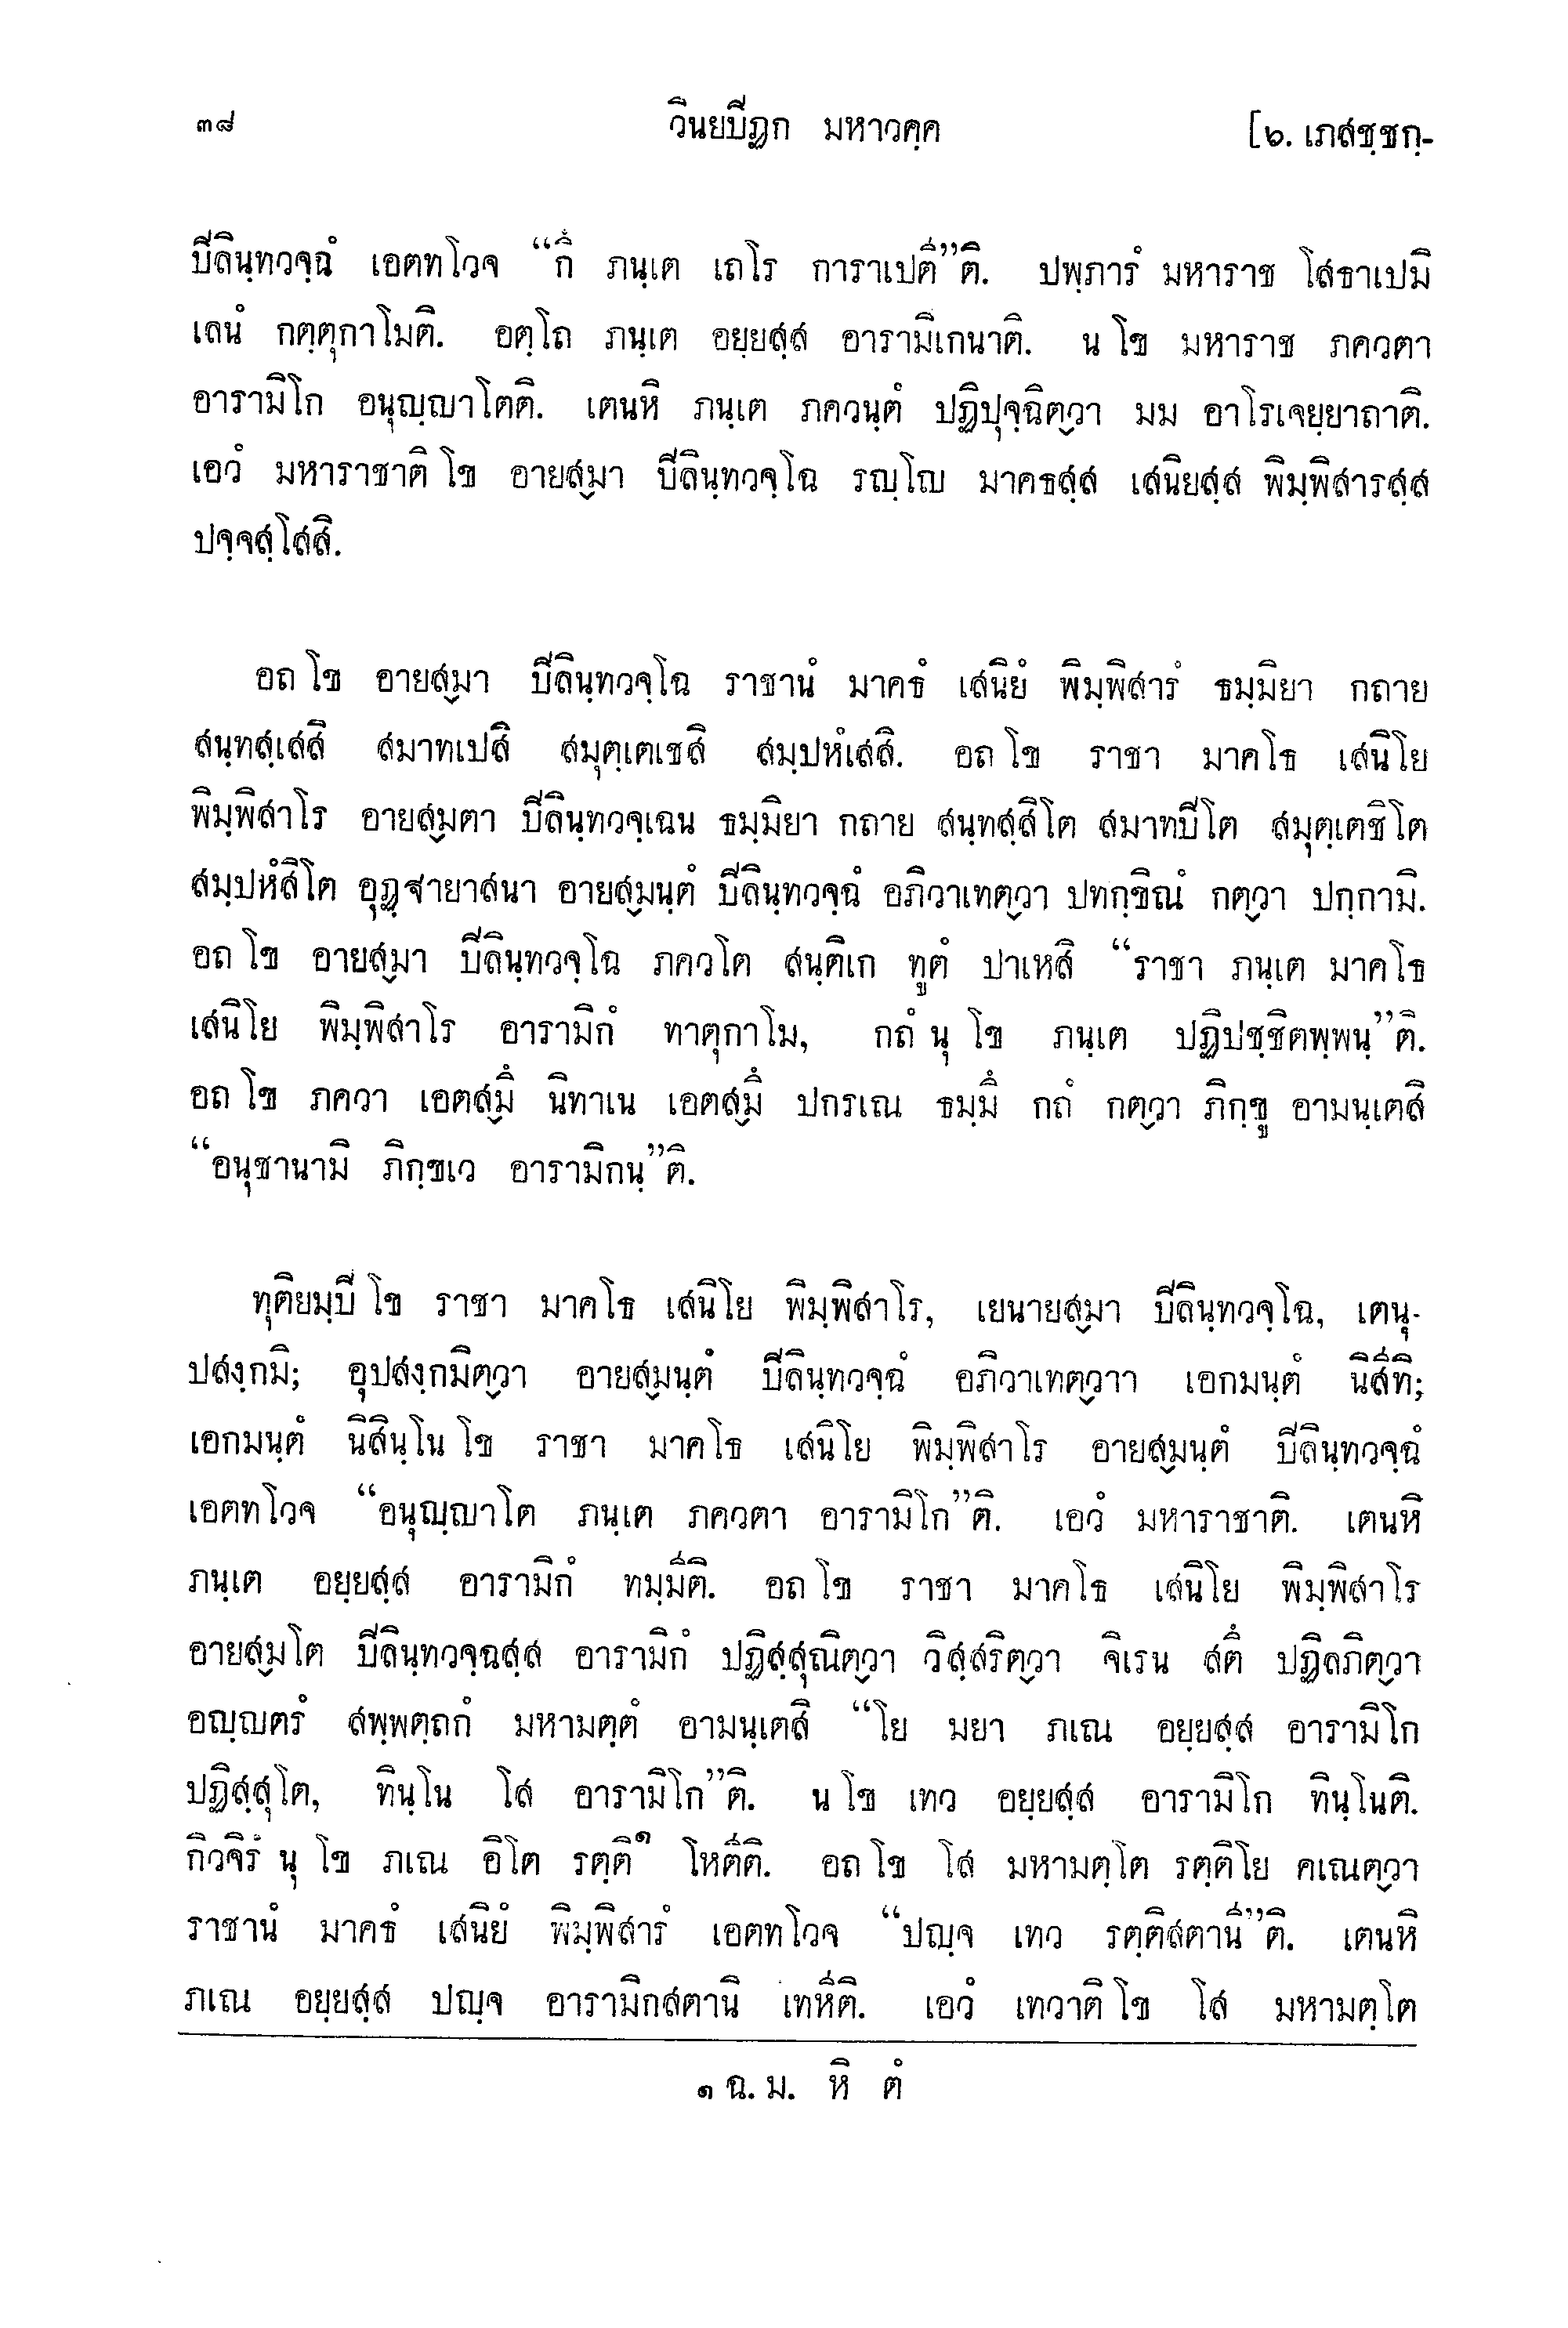 ๓๘ วินยปิฏก มหาวคฺค [๖. เภสชฺชกฺ-
ปิลินฺทวจฺฉํ เอตทโวจ “กึ ภนฺเต เถโร การาเปตี”ติ. ปพฺภารํ มหาราช โสธาเปมิ
เลนํ กตฺตุกาโมติ. อตฺโถ ภนฺเต อยฺยสฺส อารามิเกนาติ. น โข มหาราช ภควตา
อารามิโก อนุญฺญาโตติ. เตนหิ ภนฺเต ภควนฺตํ ปฏิปุจฺฉิตฺวา มม อาโรเจยฺยาถาติ.
เอวํ มหาราชาติ โข อายสฺมา ปิลินฺทวจฺโฉ รญฺโญ มาคธสฺส เสนิยสฺส พิมฺพิสารสฺส
ปจฺจสฺโสสิ.
อถ โข อายสฺมา ปิลินฺทวจฺโฉ ราชานํ มาคธํ เสนิยํ พิมฺพิสารํ ธมฺมิยา กถาย
สนฺทสฺเสสิ สมาทเปสิ สมุตฺเตเชสิ สมฺปหํเสสิ. อถ โข ราชา มาคโธ เสนิโย
พิมฺพิสาโร อายสฺมตา ปิลินฺทวจฺเฉน ธมฺมิยา กถาย สนฺทสฺสิโต สมาทปิโต สมุตฺเตชิโต
สมฺปหํสิโต อุฏฺฐายาสนา อายสฺมนฺตํ ปิลินฺทวจฺฉํ อภิวาเทตฺวา ปทกฺขิณํ กตฺวา ปกฺกามิ.
อถ โข อายสฺมา ปิลินฺทวจฺโฉ ภควโต สนฺติเก ทูตํ ปาเหสิ “ราชา ภนฺเต มาคโธ
เสนิโย พิมฺพิสาโร อารามิกํ ทาตุกาโม, กถํ นุ โข ภนฺเต ปฏิปชฺชิตพฺพนฺ”ติ.
อถ โข ภควา เอตสฺมึ นิทาเน เอตสฺมึ ปกรเณ ธมฺมึ กถํ กตฺวา ภิกฺขู อามนฺเตสิ
“อนุชานามิ ภิกฺขเว อารามิกนฺ”ติ.
ทุติยมฺปิ โข ราชา มาคโธ เสนิโย พิมฺพิสาโร, เยนายสฺมา ปิลินฺทวจฺโฉ, เตนุ-
ปสงฺกมิ; อุปสงฺกมิตฺวา อายสฺมนฺตํ ปิลินฺทวจฺฉํ อภิวาเทตฺวาา เอกมนฺตํ นิสีทิ;
เอกมนฺตํ นิสินฺโน โข ราชา มาคโธ เสนิโย พิมฺพิสาโร อายสฺมนฺตํ ปิลินฺทวจฺฉํ
เอตทโวจ “อนุญฺญาโต ภนฺเต ภควตา อารามิโก”ติ. เอวํ มหาราชาติ. เตนหิ
ภนฺเต อยฺยสฺส อารามิกํ ทมฺมีติ. อถ โข ราชา มาคโธ เสนิโย พิมฺพิสาโร
อายสฺมโต ปิลินฺทวจฺฉสฺส อารามิกํ ปฏิสฺสุณิตฺวา วิสฺสริตฺวา จิเรน สตึ ปฏิลภิตฺวา
อญฺญตรํ สพฺพตฺถกํ มหามตฺตํ อามนฺเตสิ “โย มยา ภเณ อยฺยสฺส อารามิโก
ปฏิสฺสุโต, ทินฺโน โส อารามิโก”ติ. น โข เทว อยฺยสฺส อารามิโก ทินฺโนติ.
กิวจิรํ นุ โข ภเณ อิโต รตฺติ๑ โหตีติ. อถ โข โส มหามตฺโต รตฺติโย คเณตฺวา
ราชานํ มาคธํ เสนิยํ พิมฺพิสารํ เอตทโวจ “ปญฺจ เทว รตฺติสตานี”ติ. เตนหิ
ภเณ อยฺยสฺส ปญฺจ อารามิกสตานิ เทหีติ. เอวํ เทวาติ โข โส มหามตฺโต
๑ ฉ. ม. หิ ตํ